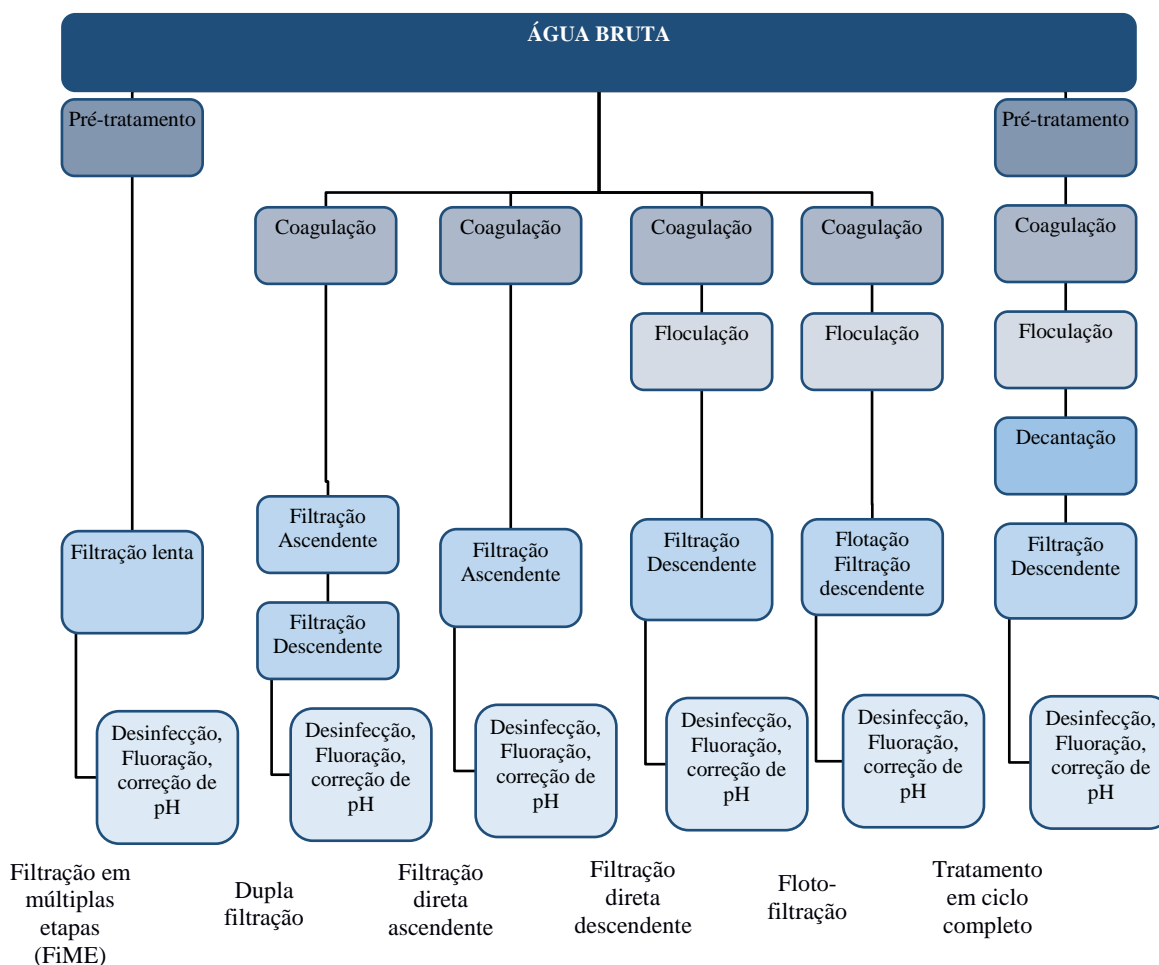 ÁGUA BRUTA
Pré-tratamento
Pré-tratamento
Coagulação
Coagulação
Coagulação
Coagulação
Coagulação
Floculação
Floculação
Floculação
Decantação
Filtração lenta
Filtração
Ascendente
Filtração
Descendente
Filtração
Ascendente
Filtração
Descendente
Flotação
Filtração
descendente
Filtração
Descendente
Desinfecção,
Fluoração,
correção de
pH
Desinfecção,
Fluoração,
correção de
pH
Desinfecção,
Fluoração,
correção de
pH
Desinfecção,
Fluoração,
correção de
pH
Desinfecção,
Fluoração,
correção de
pH
Desinfecção,
Fluoração,
correção de
pH
Filtração em
múltiplas
etapas
(FiME)
Dupla
filtração
Filtração
direta
ascendente
Filtração
direta
descendente
Floto-
filtração
Tratamento
em ciclo
completo